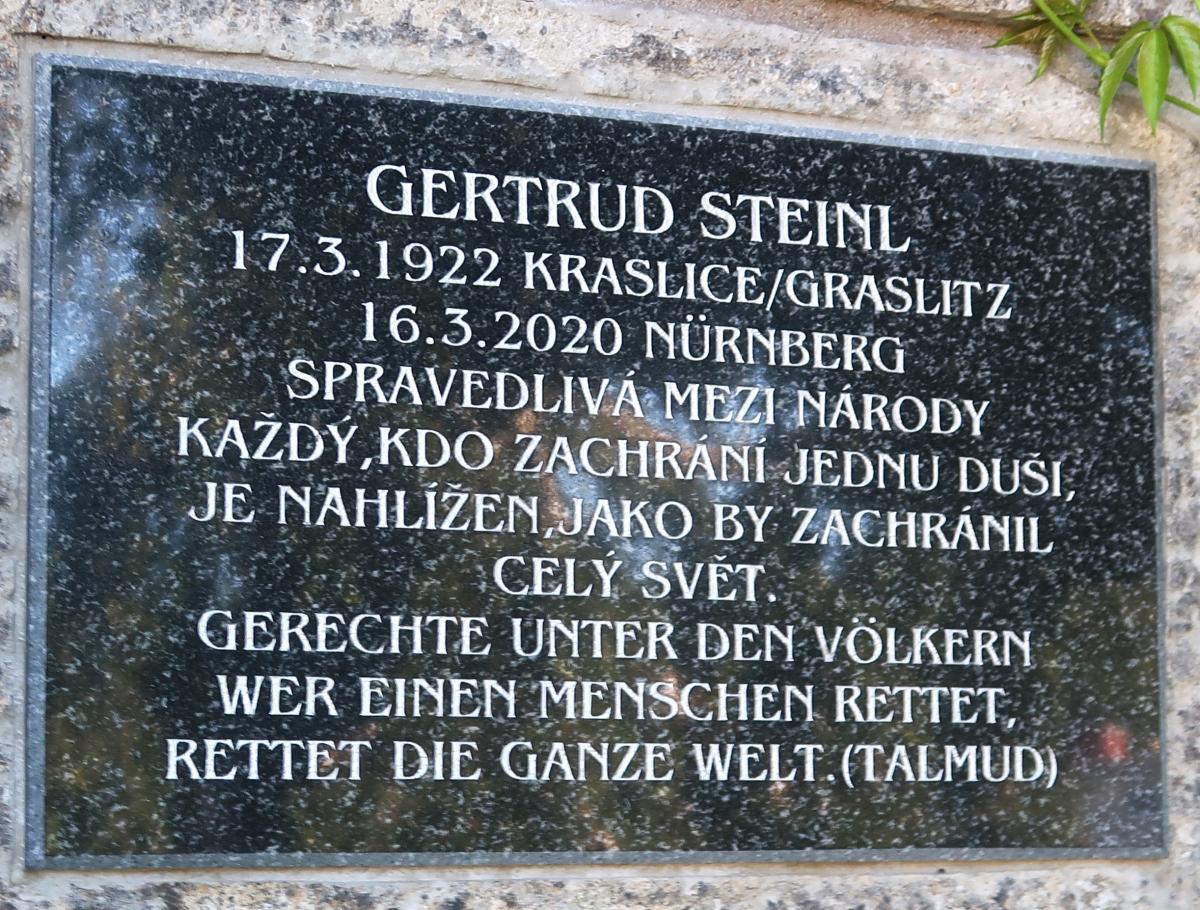 GERTRUD STEINL
17.3.1922 KRASLICE/GRASLITZ
16.3.2020 NÜRNBERG
SPRAVEDLIVÁ MEZI NÁRODY
KAŽDÝ,KDO ZACHRÁNÍ JEDNU DUŠI,
JE NAHLÍŽEN,JAKO BY ZACHRÁNIL
CELÝ SVĚT.
GERECHTE UNTER DEN VÖLKERN
WER EINEN MENSCHEN RETTET,
RETTET DIE GANZE WELT.(TALMUD)